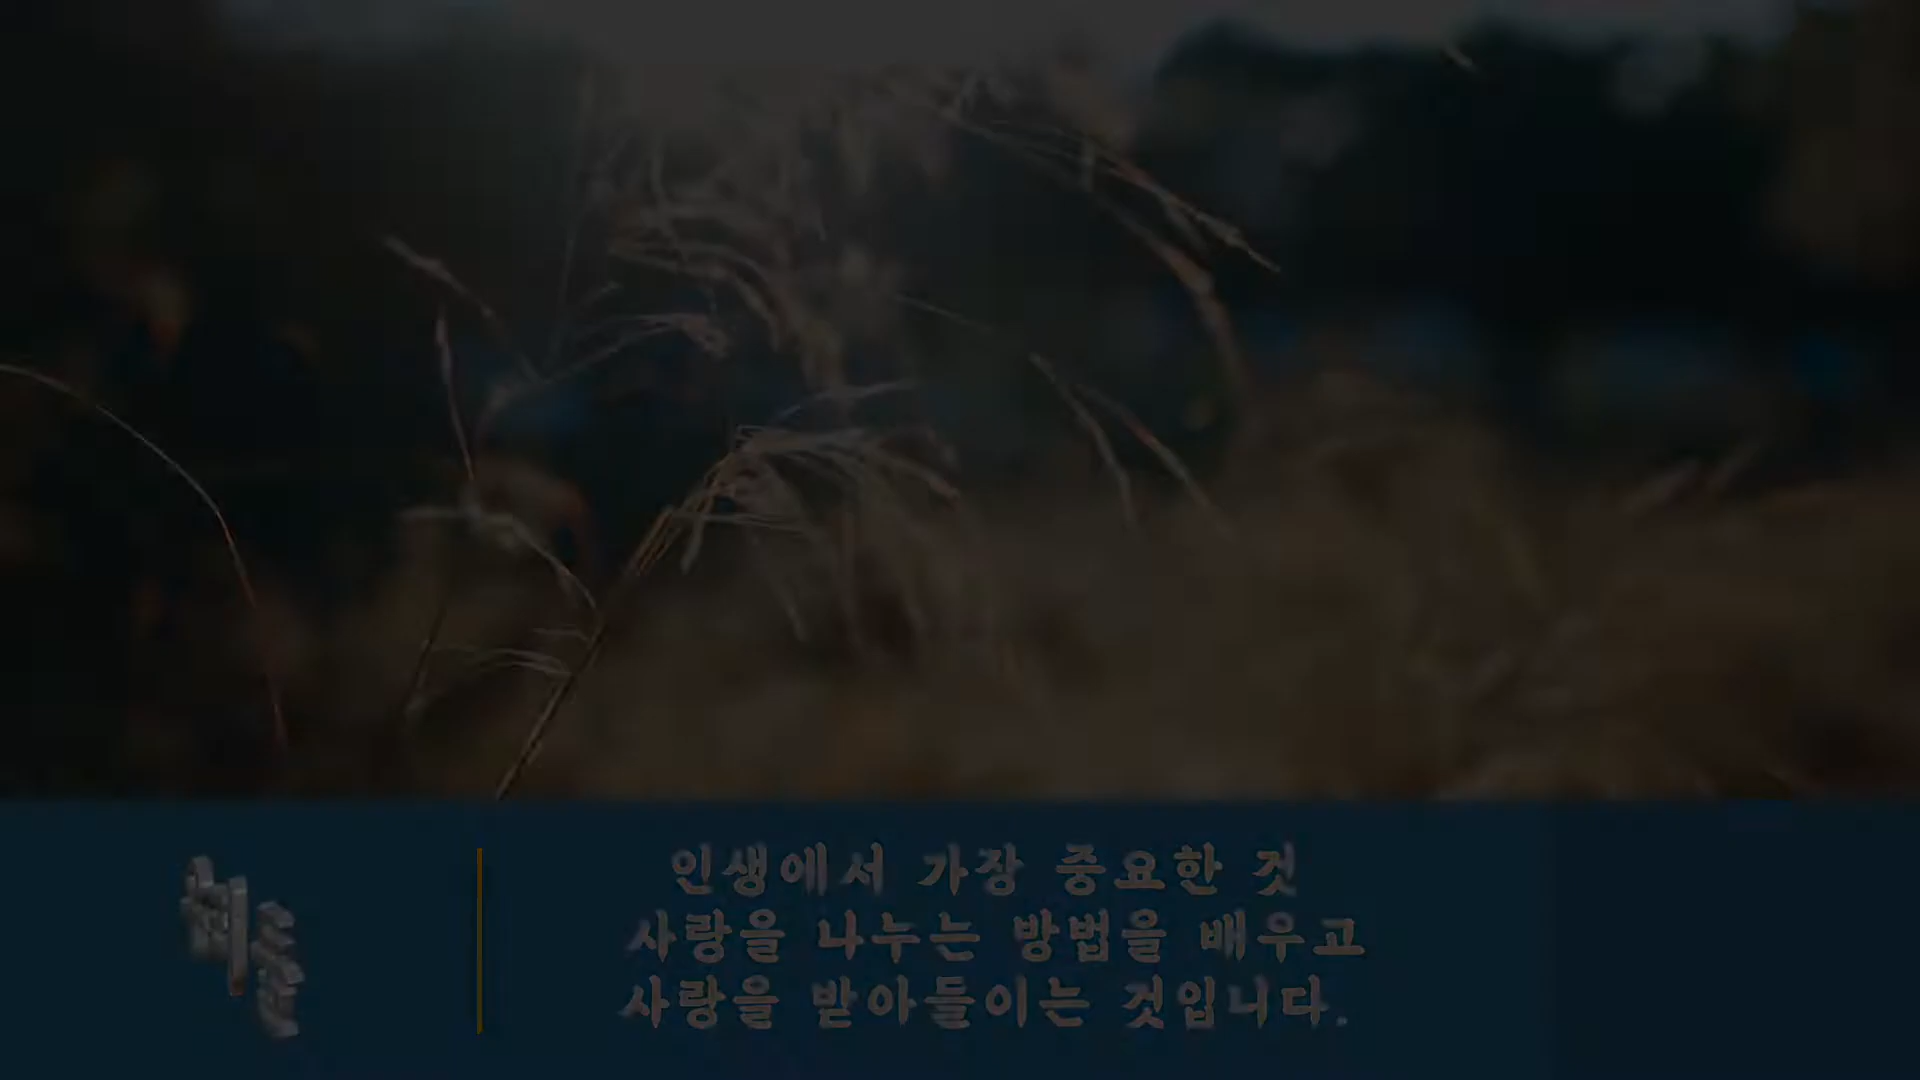 인생에서 가장 중요한 것
사랑을 나누는 방법을 배우고
사랑을 받아들이는 것입니다.